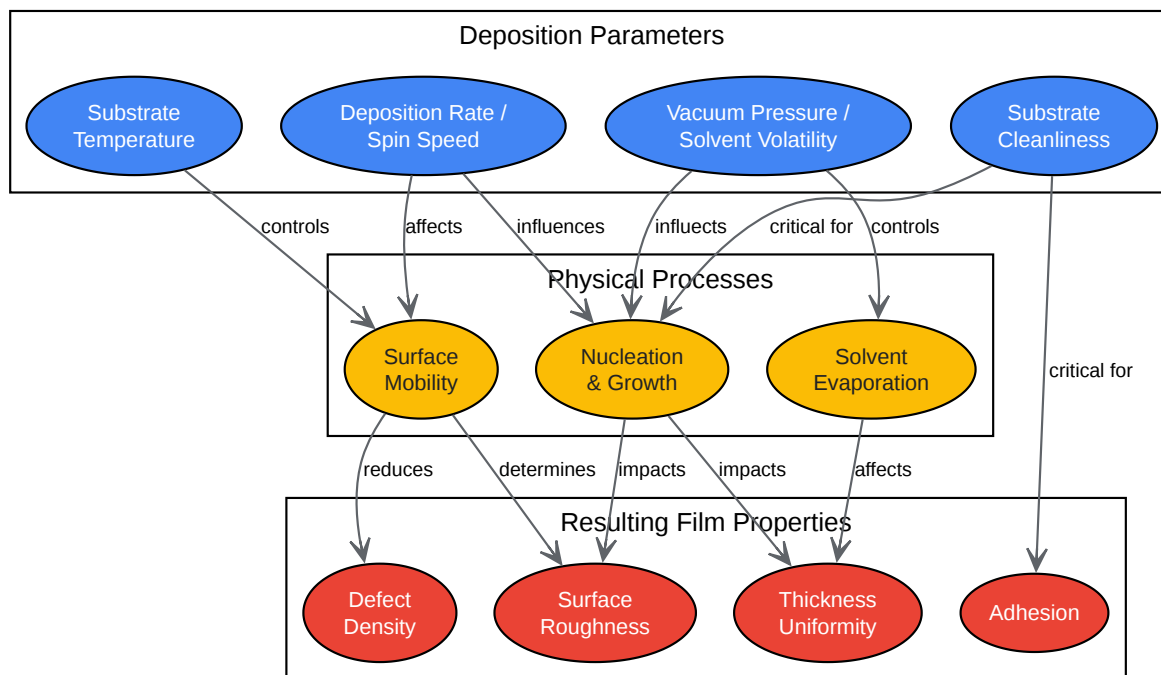 Deposition Parameters
Substrate
Temperature
Deposition Rate /
Spin Speed
Vacuum Pressure /
Solvent Volatility
Substrate
Cleanliness
controls
affects
influences
influects
critical for
controls
Physical Processes
Surface
Mobility
Nucleation
& Growth
Solvent
Evaporation
critical for
reduces
determines
impacts
impacts
affects
Resulting Film Properties
Defect
Density
Surface
Roughness
Thickness
Uniformity
Adhesion